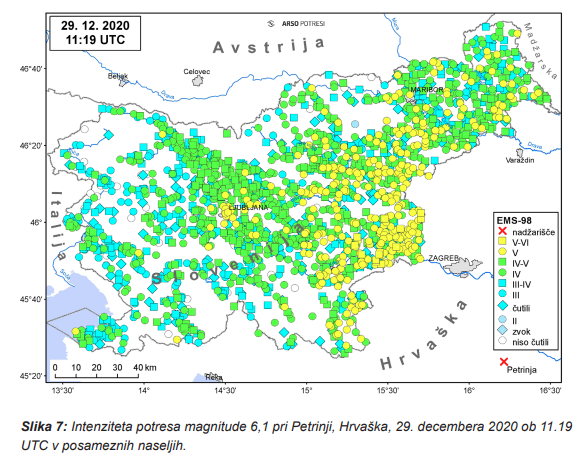 29. 12. 2020
11:19 UTC
ARSO POTRESI
Avstrija
Madžarska
Mura
46°40'
Beljak
Celovec
Drava
MARIBOR
46°20'
Drava
Varaždin
Italija
LJUBLJANA
46°
Slovenija
Soča
ZAGREB
45°40'
Hrvaška
EMS-98
nadžarišče
V-VI
V
IV-V
IV
III-IV
III
čutili
II
zvok
niso čutili
Petrinja
45°20'
0 10 20 30 40 km
Reka
13°30'
14°
14°30'
15°
15°30'
16°
16°30'
Slika 7: Intenziteta potresa magnitude 6,1 pri Petrinji, Hrvaška, 29. decembera 2020 ob 11.19
UTC v posameznih naseljih.